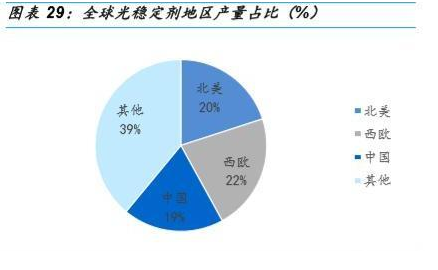 图表 29：全球光稳定剂地区产量占比（%）
北美
20%
其他
39%
西欧
22%
中国
19%
北美
西欧
中国
其他